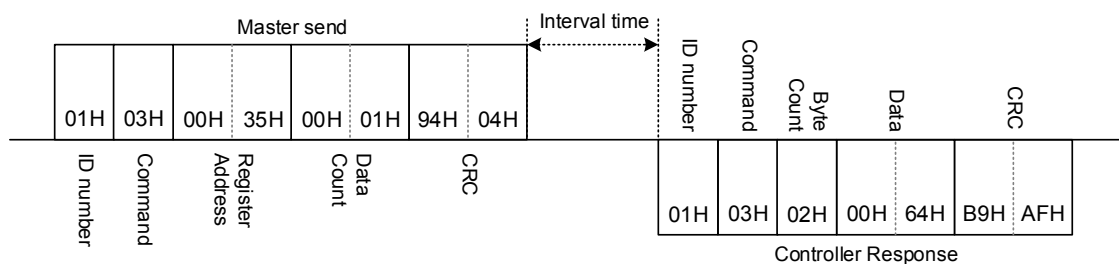 Master send
Interval time
01H 03H 00H 35H 00H 01H 94H 04H
ID number
Command
Register
Address
Data
Count
CRC
ID number
Command
Byte
Count
Data
CRC
01H 03H 02H 00H 64H B9H AFH
Controller Response